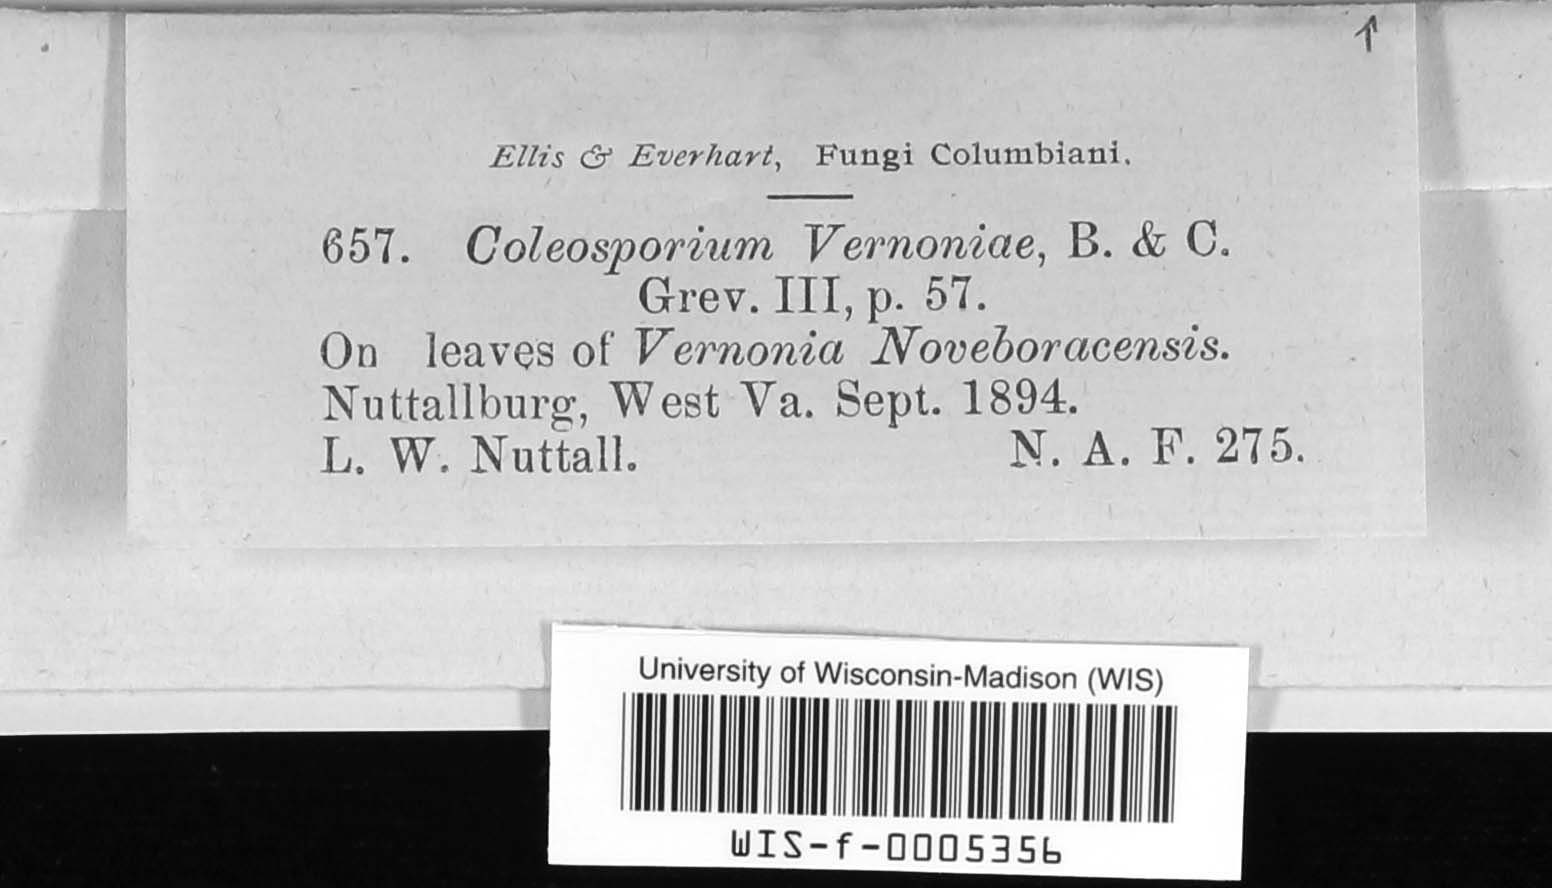 Ellis & Everhart, Fungi Columbiani.
657. Coleosporium Vernoniae, B. & C.
Grev. III, p. 57.
On leaves of Vernonia Noveboracensis.
Nuttallburg, West Va. Sept. 1894.
L. W. Nuttall. N. A. F. 275.
University of Wisconsin-Madison (WIS)
WIS-f-0005356